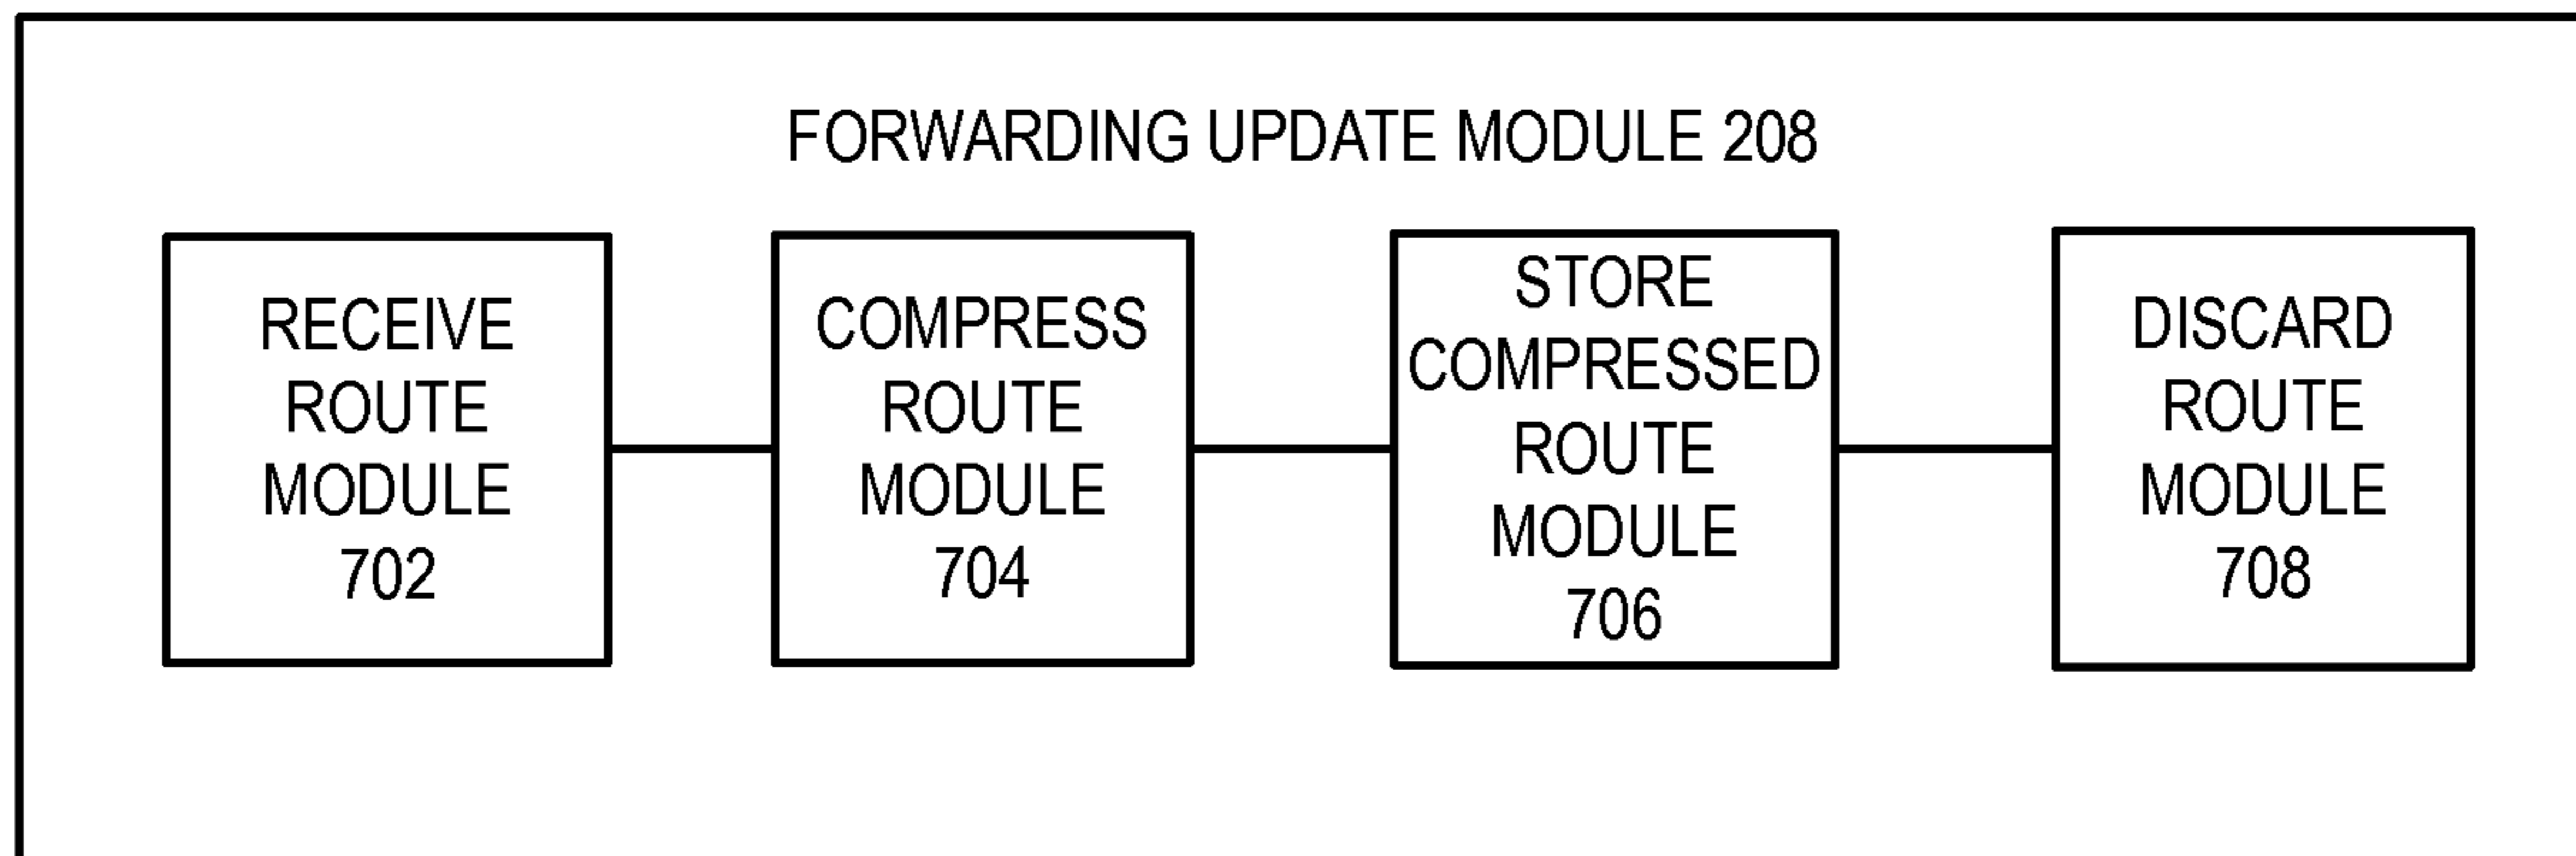 FORWARDING UPDATE MODULE 208
RECEIVE
ROUTE
MODULE
702
COMPRESS
ROUTE
MODULE
704
STORE
COMPRESSED
ROUTE
MODULE
706
DISCARD
ROUTE
MODULE
708